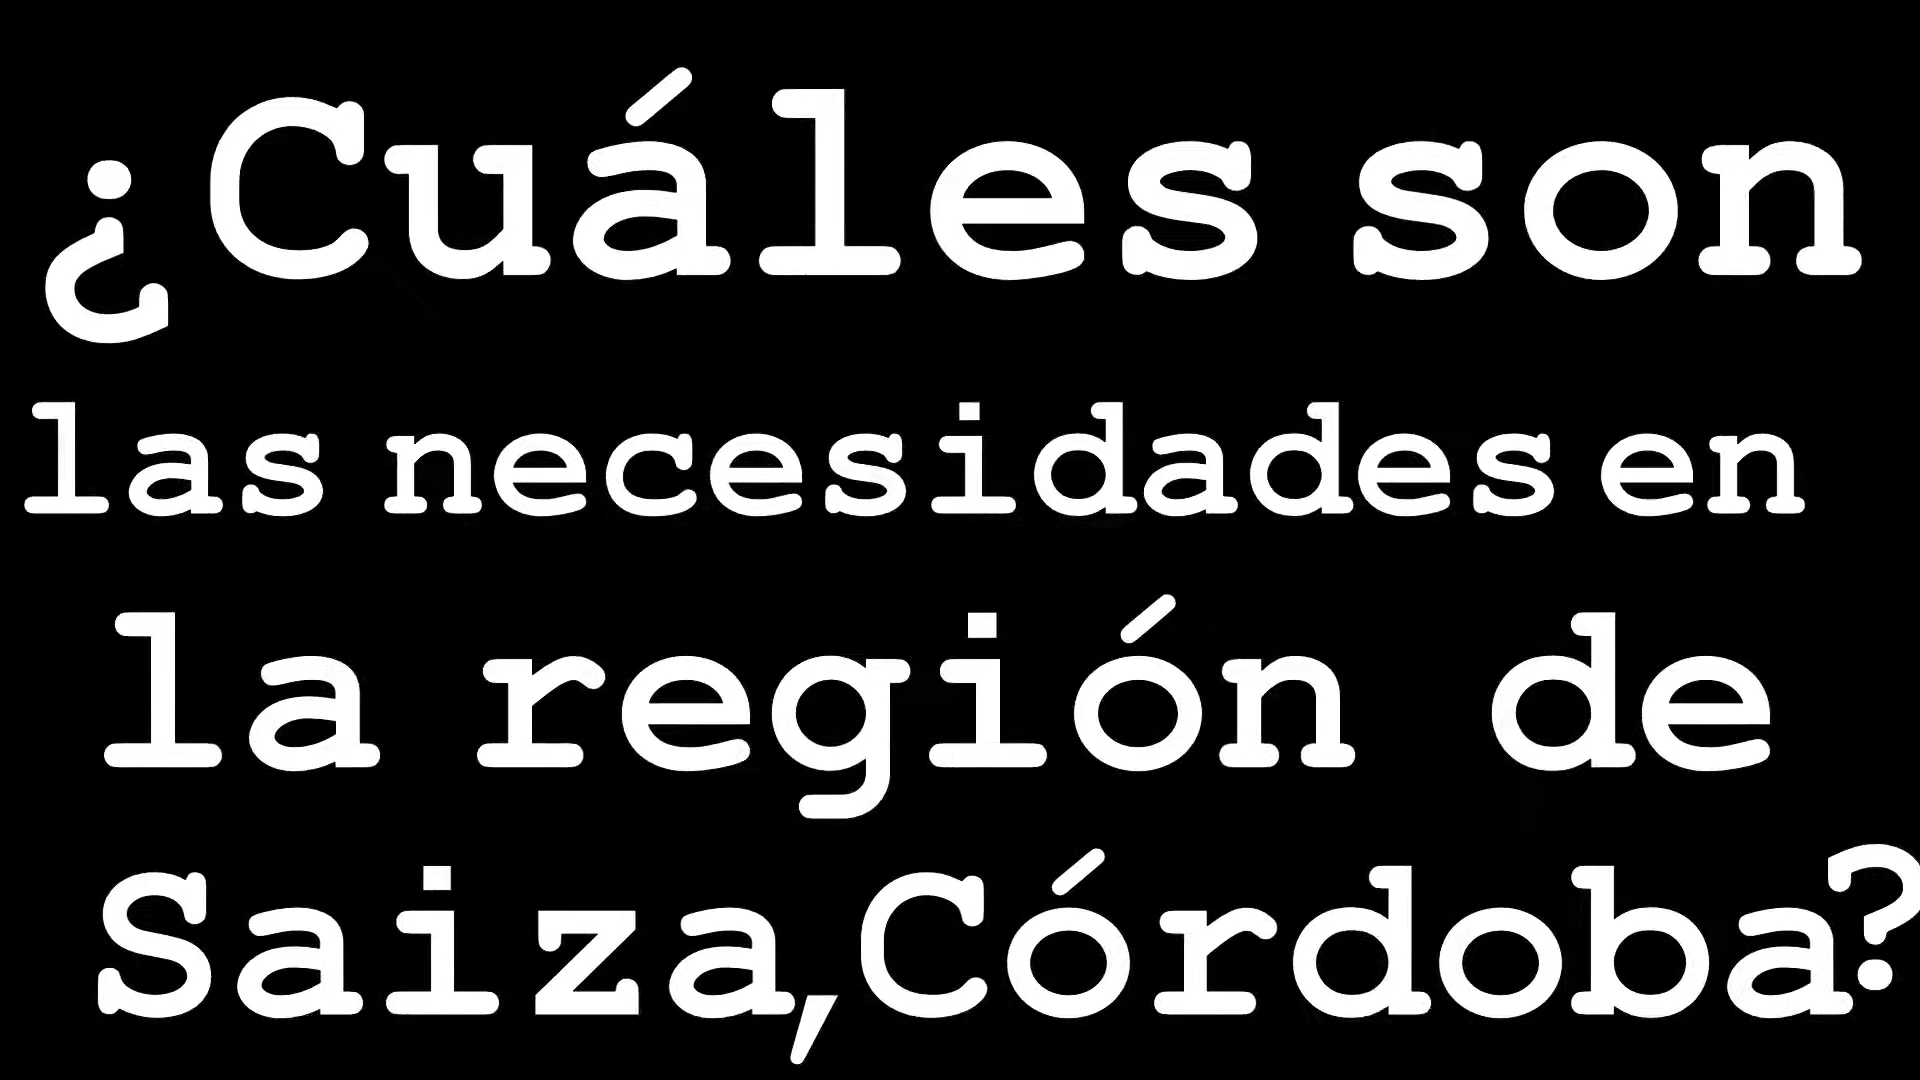 ¿Cuáles son
las necesidades en
la región de
Saiza,Córdoba?